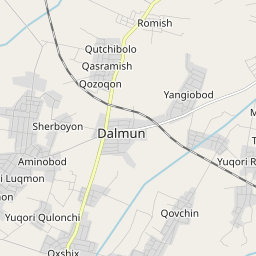 Romish
Qutchibolo
Qasramish
Qozoqon
Yangiobod
Sherboyon
Dalmun
M
Aminobod
Yuqori R
i Luqmon
Yuqori Qulonchi
Qovchin
Oxshix